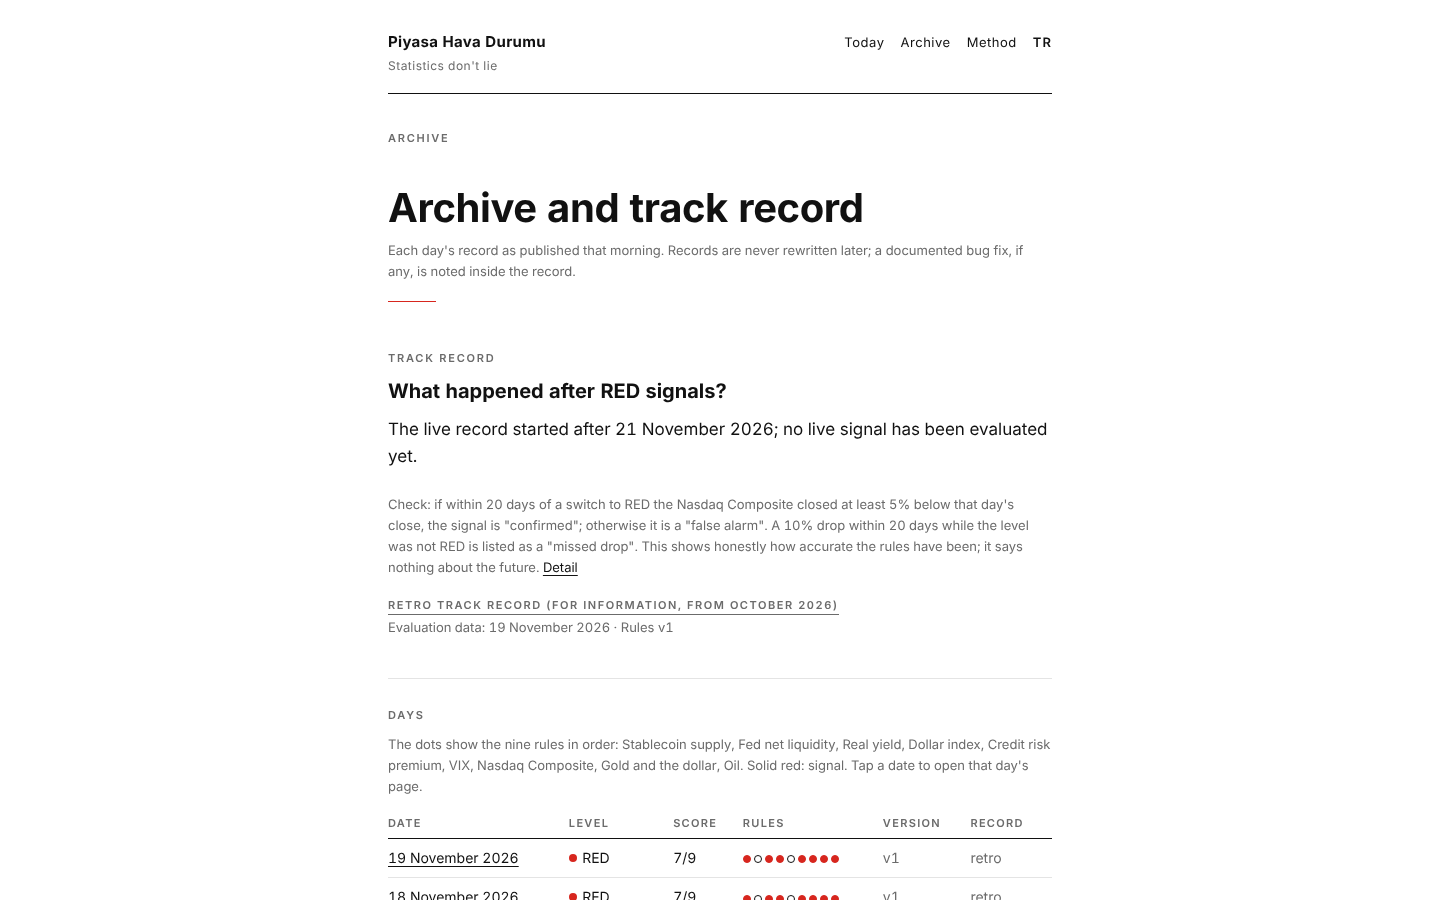 Piyasa Hava Durumu
Today Archive Method TR
Statistics don't lie
ARCHIVE
Archive and track record
Each day's record as published that morning. Records are never rewritten later; a documented bug fix, if
any, is noted inside the record.
TRACK RECORD
What happened after RED signals?
The live record started after 21 November 2026; no live signal has been evaluated
yet.
Check: if within 20 days of a switch to RED the Nasdaq Composite closed at least 5% below that day's
close, the signal is "confirmed"; otherwise it is a "false alarm". A 10% drop within 20 days while the level
was not RED is listed as a "missed drop". This shows honestly how accurate the rules have been; it says
nothing about the future. Detail
RETRO TRACK RECORD (FOR INFORMATION, FROM OCTOBER 2026)
Evaluation data: 19 November 2026 · Rules v1
DAYS
The dots show the nine rules in order: Stablecoin supply, Fed net liquidity, Real yield, Dollar index, Credit risk
premium, VIX, Nasdaq Composite, Gold and the dollar, Oil. Solid red: signal. Tap a date to open that day's
page.
DATE LEVEL SCORE RULES VERSION RECORD
19 November 2026 RED 7/9 v1 retro
18 November 2026 RED 7/9 v1 retro